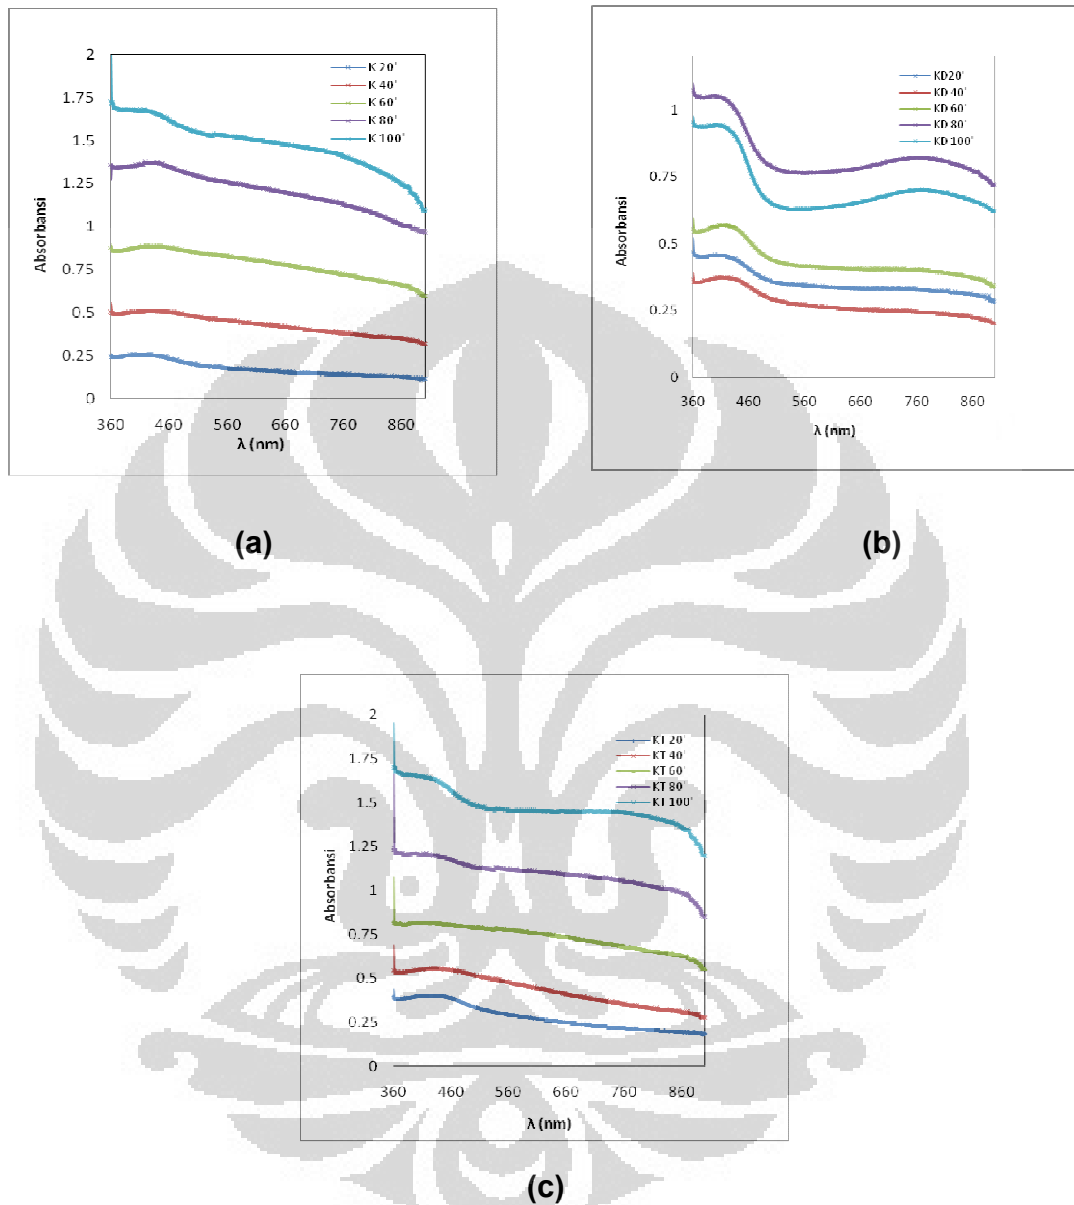 2
1.75
1.5
1.25
1
0.75
0.5
0.25
0
Absorbansi
K 20'
K 40'
K 60'
K 80'
K 100'
360 460 560 660 760 860
λ (nm)
(a)
1
0.75
0.5
0.25
0
Absorbansi
KD20'
KD 40'
KD 60'
KD 80'
KD 100'
360 460 560 660 760 860
λ (nm)
(b)
2
1.75
1.5
1.25
1
0.75
0.5
0.25
0
Absorbansi
KT 20'
KT 40'
KT 60'
KT 80'
KT 100'
360 460 560 660 760 860
λ (nm)
(c)